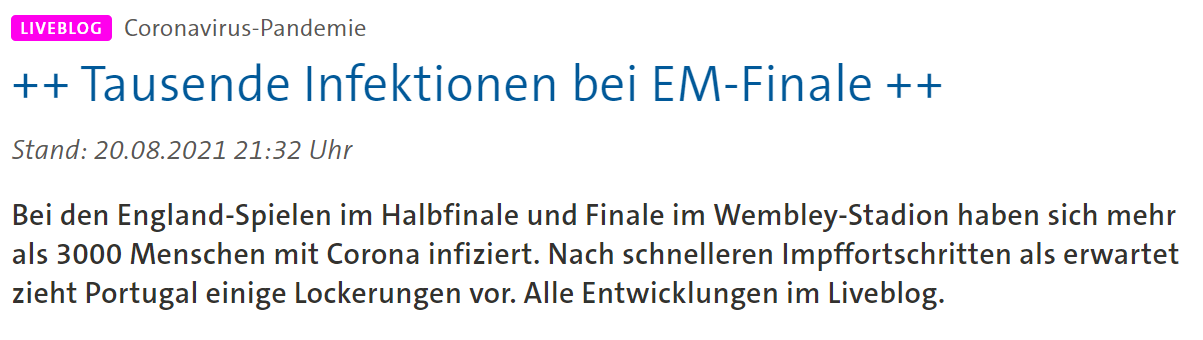 LIVEBLOG Coronavirus-Pandemie
++ Tausende Infektionen bei EM-Finale ++
Stand: 20.08.2021 21:32 Uhr
Bei den England-Spielen im Halbfinale und Finale im Wembley-Stadion haben sich mehr
als 3000 Menschen mit Corona infiziert. Nach schnelleren Impffortschritten als erwartet
zieht Portugal einige Lockerungen vor. Alle Entwicklungen im Liveblog.